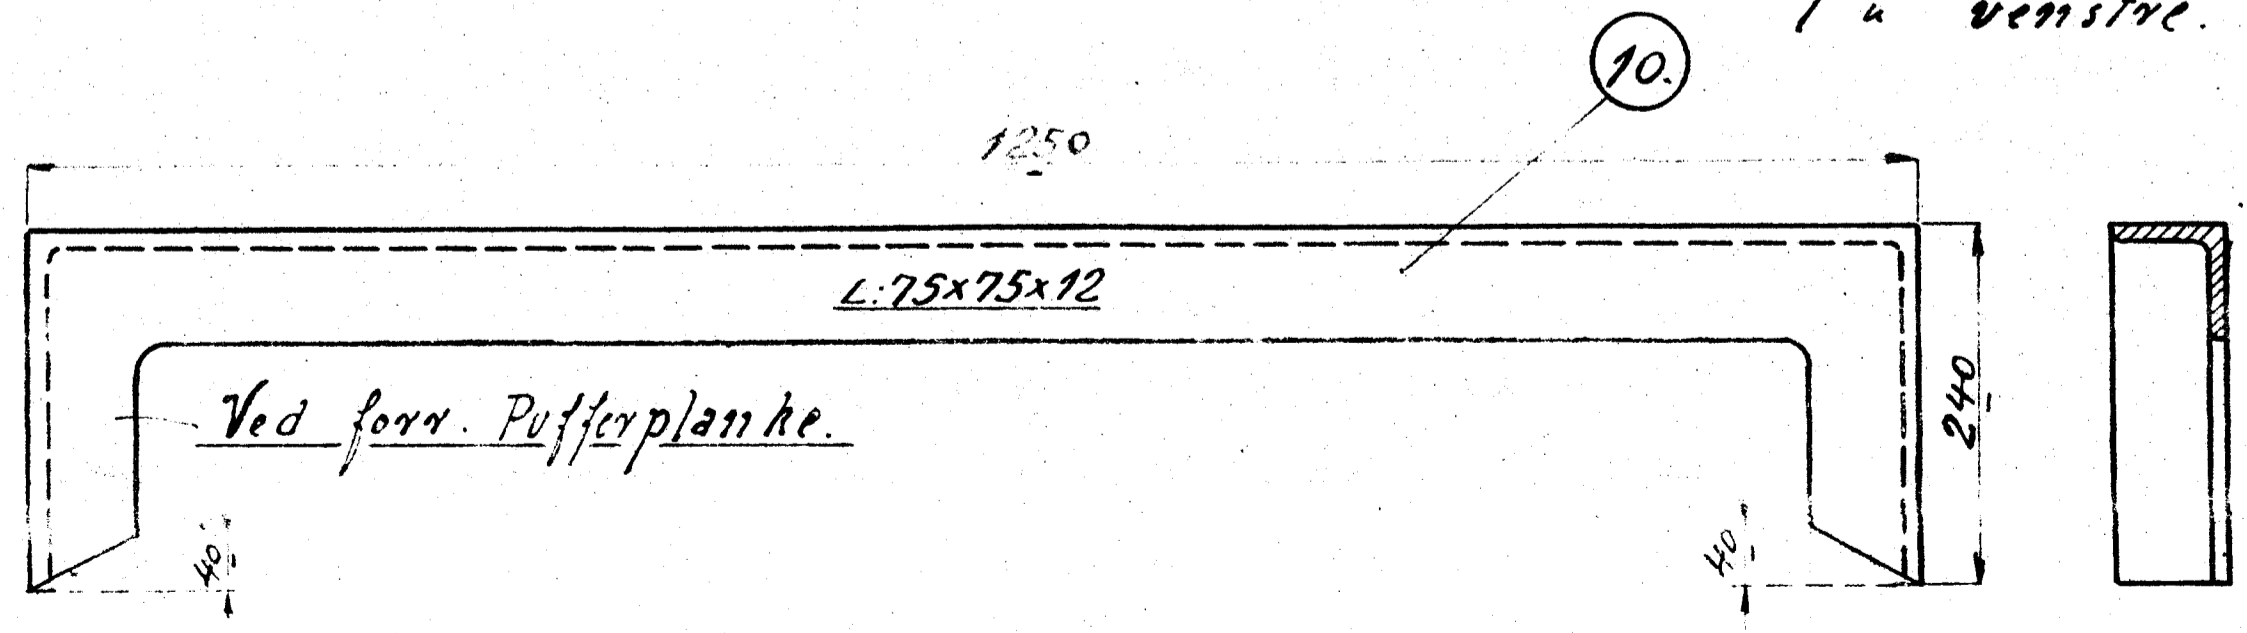 1 " venstre.
10.
1250
L:75x75x12
240
Ved forr. Pufferplanke.
40
40